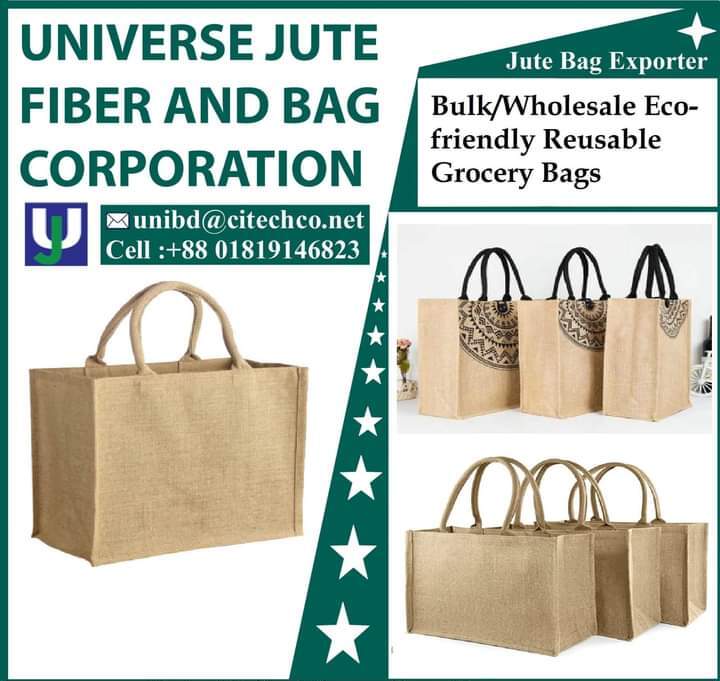 UNIVERSE JUTE
FIBER AND BAG
CORPORATION
UJ
unibd@citechco.net
Cell :+88 01819146823
Jute Bag Exporter
Bulk/Wholesale Eco-
friendly Reusable
Grocery Bags